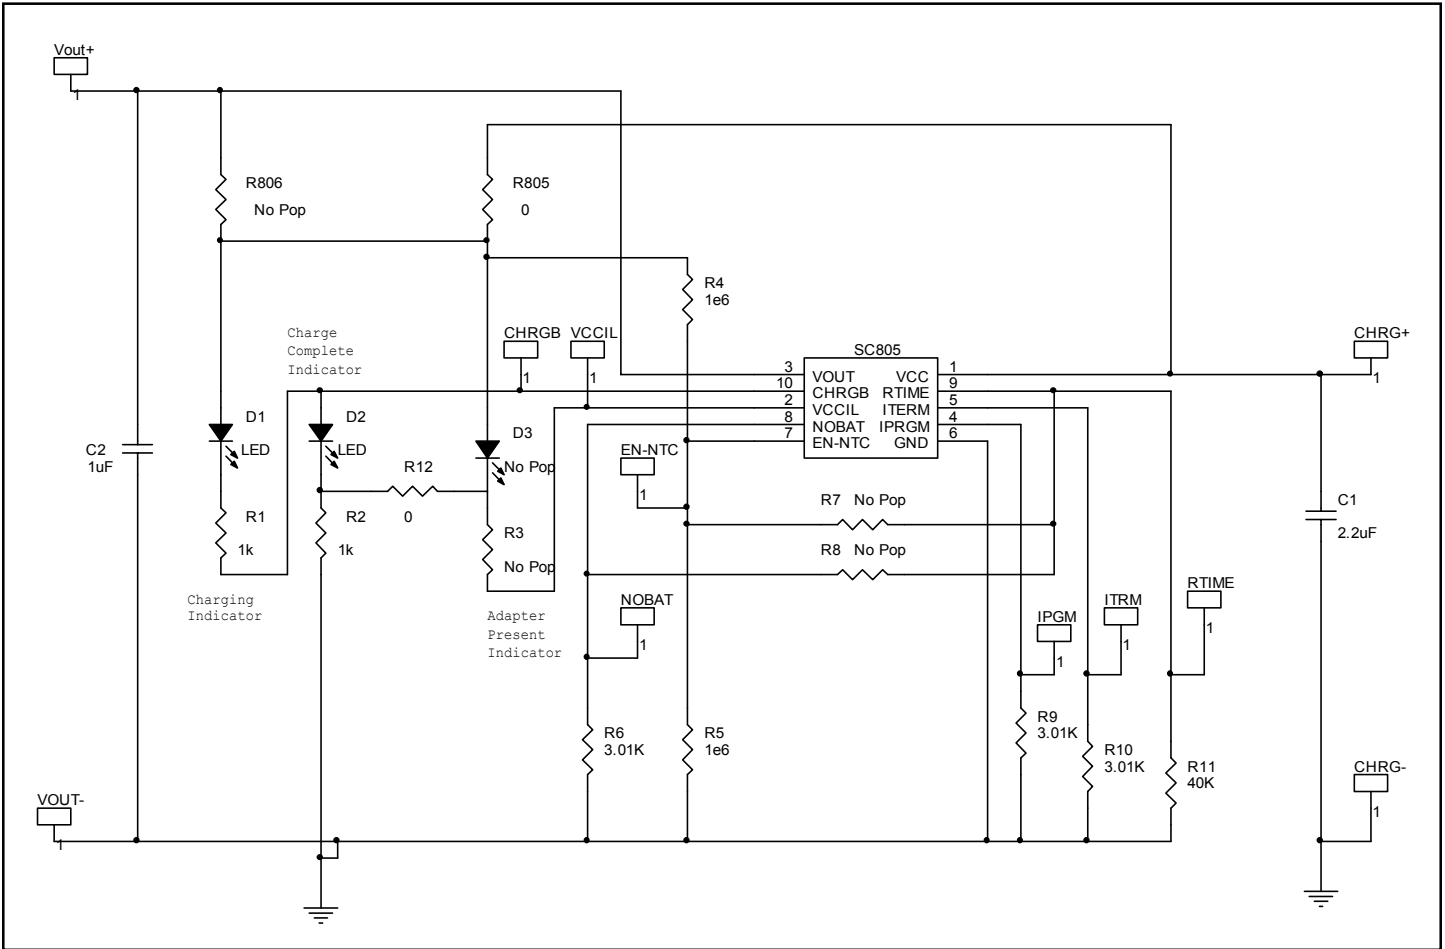 Vout+
1
R806
No Pop
R805
0
R4
1e6
Charge
Complete
Indicator
CHRGB
1
VCCIL
1
SC805
3 VOUT VCC 1
10 CHRGB RTIME 9
2 VCCIL ITERM 5
8 NOBAT IPRGM 4
7 EN-NTC GND 6
CHRG+
1
D1
LED
D2
LED
D3
No Pop
C2
1uF
R12
0
EN-NTC
1
R7 No Pop
R8 No Pop
C1
2.2uF
R1
1k
R2
1k
R3
No Pop
Charging
Indicator
Adapter
Present
Indicator
NOBAT
1
IPGM
1
ITRM
1
RTIME
1
R6
3.01K
R5
1e6
R9
3.01K
R10
3.01K
R11
40K
VOUT-
1
CHRG-
1